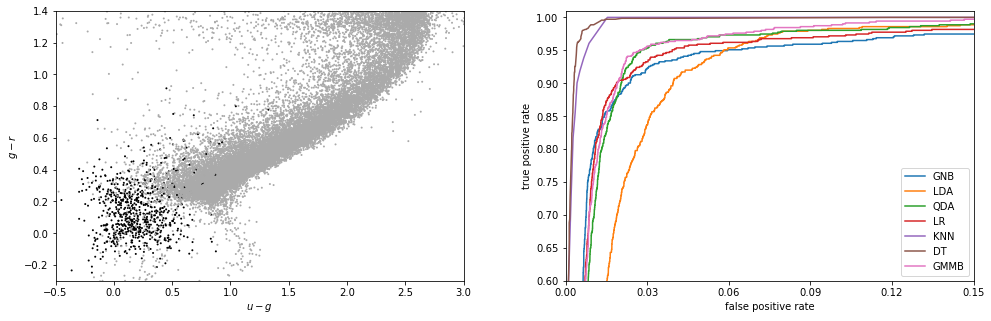 1.4
1.2
1.0
0.8
0.6
0.4
0.2
0.0
−0.2
g − r
−0.5 0.0 0.5 1.0 1.5 2.0 2.5 3.0
u − g
1.00
0.95
0.90
0.85
0.80
0.75
0.70
0.65
0.60
true positive rate
GNB
LDA
QDA
LR
KNN
DT
GMMB
0.00 0.03 0.06 0.09 0.12 0.15
false positive rate